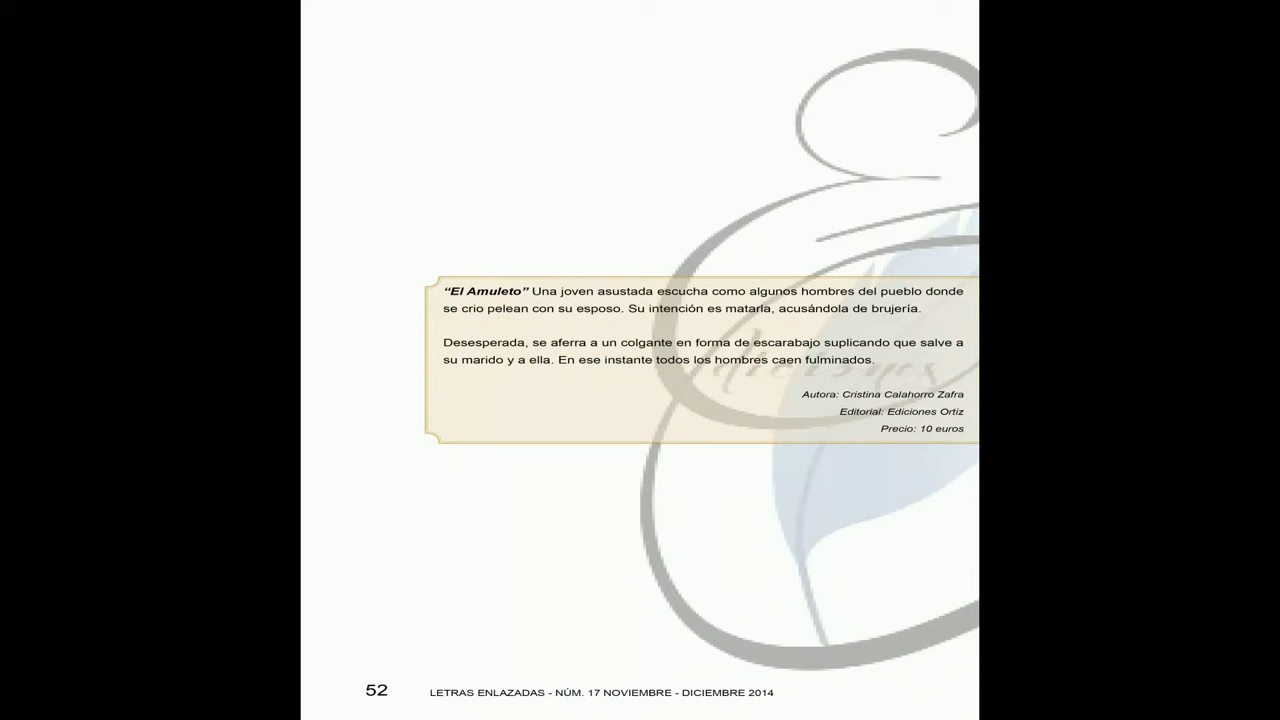 “El Amuleto” Una joven asustada escucha como algunos hombres del pueblo donde
se crio pelean con su esposo. Su intención es matarla, acusándola de brujería.
Desesperada, se aferra a un colgante en forma de escarabajo suplicando que salve a
su marido y a ella. En ese instante todos los hombres caen fulminados.
Autora: Cristina Calahorro Zafra
Editorial: Ediciones Ortiz
Precio: 10 euros
52 LETRAS ENLAZADAS - NÚM. 17 NOVIEMBRE - DICIEMBRE 2014